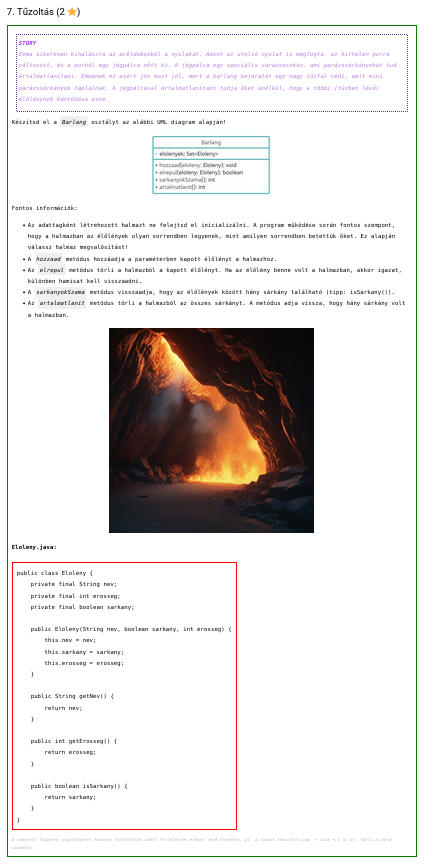 7. Tűzoltás (2 ⭐)
STORY
Emma sikeresen kihalászta az acéldobozból a nyulakat. Amint az utolsó nyulat is megfogta, az hirtelen porrá
változott, és a porból egy jégpálca nőtt ki. A jégpálca egy speciális varázseszköz, ami parázssárkányokat tud
ártalmatlanítani. Emmának ez azért jön most jól, mert a barlang bejáratát egy nagy tűzfal védi, amit mini
parázssárkányok táplálnak. A jégpálcával ártalmatlanítani tudja őket anélkül, hogy a többi (tűzben lévő)
élőlénynek bántódása esne.
Készítsd el a Barlang osztályt az alábbi UML diagram alapján!
Barlang
- elolenyek: Set<Eloleny>
+ hozzaad(eloleny: Eloleny): void
+ elrepul(eloleny: Eloleny): boolean
+ sarkanyokSzama(): int
+ artalmatlanit(): int
Fontos információk:
• Az adattagként létrehozott halmazt ne felejtsd el inicializálni. A program működése során fontos szempont,
hogy a halmazban az élőlények olyan sorrendben legyenek, mint amilyen sorrendben betettük őket. Ez alapján
válassz halmaz megvalósítást!
• A hozzaad metódus hozzáadja a paraméterben kapott élőlényt a halmazhoz.
• Az elrepul metódus törli a halmazból a kapott élőlényt. Ha az élőlény benne volt a halmazban, akkor igazat,
különben hamisat kell visszaadni.
• A sarkanyokSzama metódus visszaadja, hogy az élőlények között hány sárkány található (tipp: isSarkany()).
• Az artalmatlanit metódus törli a halmazból az összes sárkányt. A metódus adja vissza, hogy hány sárkány volt
a halmazban.
Eloleny.java:
public class Eloleny {
private final String nev;
private final int erosseg;
private final boolean sarkany;
public Eloleny(String nev, boolean sarkany, int erosseg) {
this.nev = nev;
this.sarkany = sarkany;
this.erosseg = erosseg;
}
public String getNev() {
return nev;
}
public int getErosseg() {
return erosseg;
}
public boolean isSarkany() {
return sarkany;
}
}